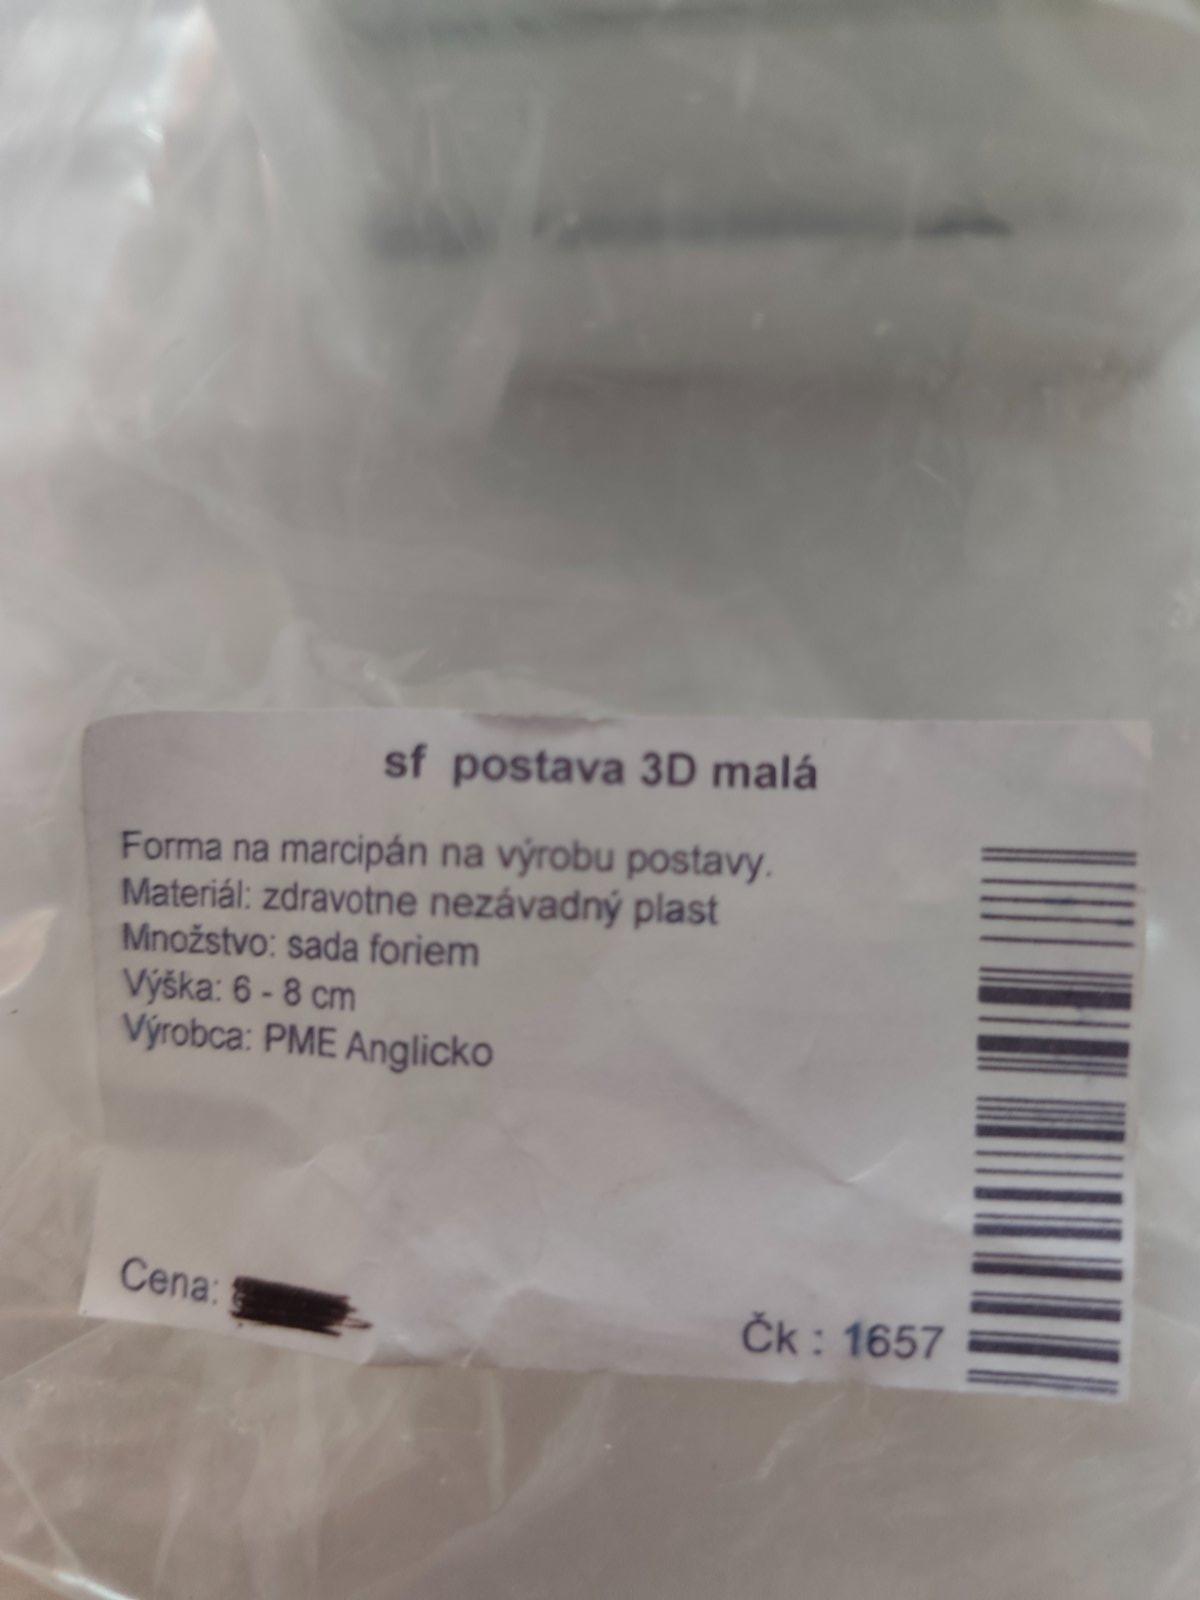 sf postava 3D malá
Forma na marcipán na výrobu postavy.
Materiál: zdravotne nezávadný plast
Množstvo: sada foriem
Výška: 6 - 8 cm
Výrobca: PME Anglicko
Cena:
Čk : 1657